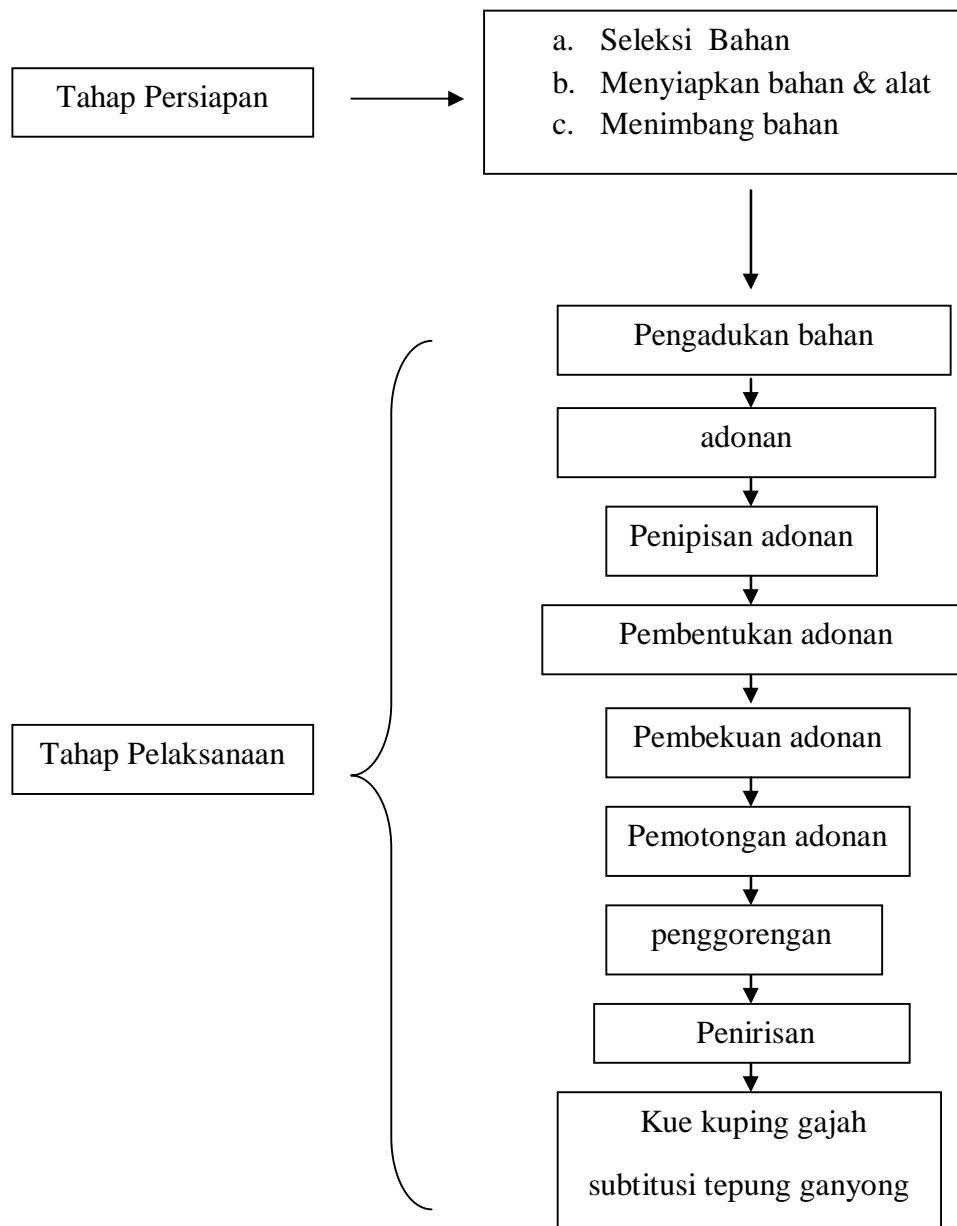 Tahap Persiapan
a. Seleksi Bahan
b. Menyiapkan bahan & alat
c. Menimbang bahan
Pengadukan bahan
adonan
Penipisan adonan
Pembentukan adonan
Tahap Pelaksanaan
Pembekuan adonan
Pemotongan adonan
penggorengan
Penirisan
Kue kuping gajah
subtitusi tepung ganyong